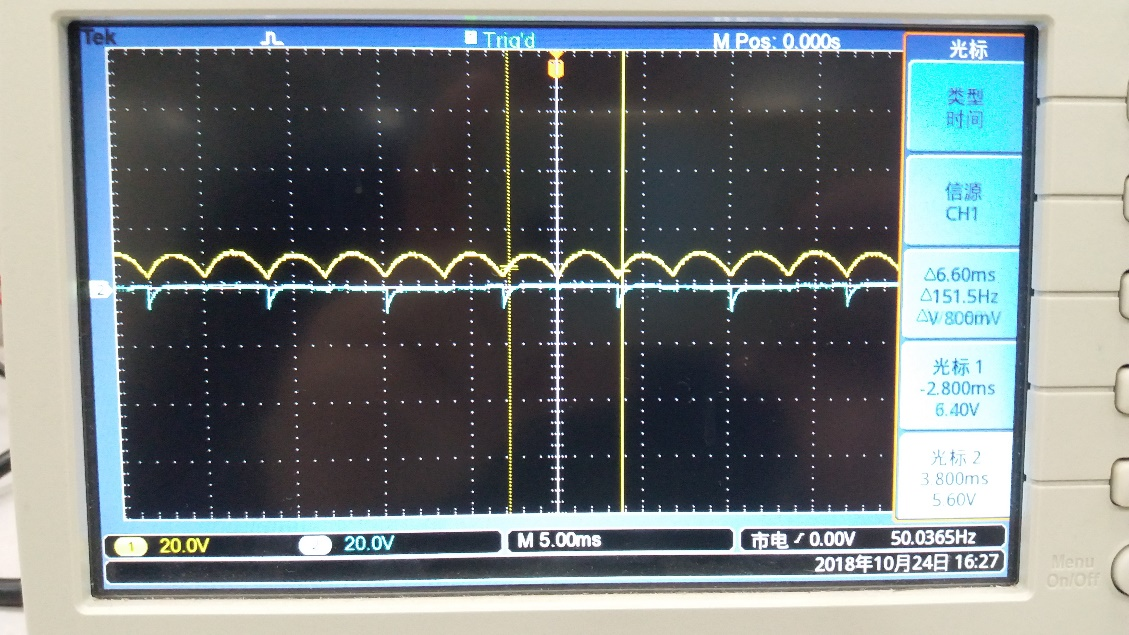 Tek
Trig'd
M Pos: 0.000s
光标
类型
时间
信源
CH1
△6.60ms
△151.5Hz
△V 800mV
光标 1
-2.800ms
6.40V
光标 2
3.800ms
5.60V
1 20.0V
2 20.0V
M 5.00ms
市电 0.00V
50.0365Hz
2018年10月24日 16:27
Menu
On/Off